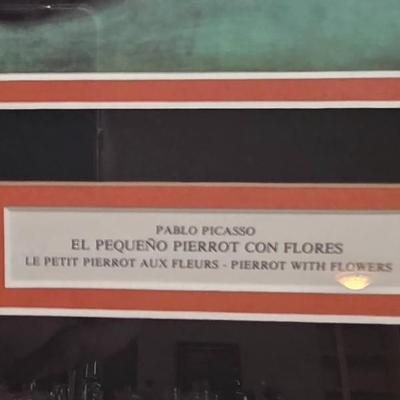 PABLO PICASSO
EL PEQUEÑO PIERROT CON FLORES
LE PETIT PIERROT AUX FLEURS - PIERROT WITH FLOWERS